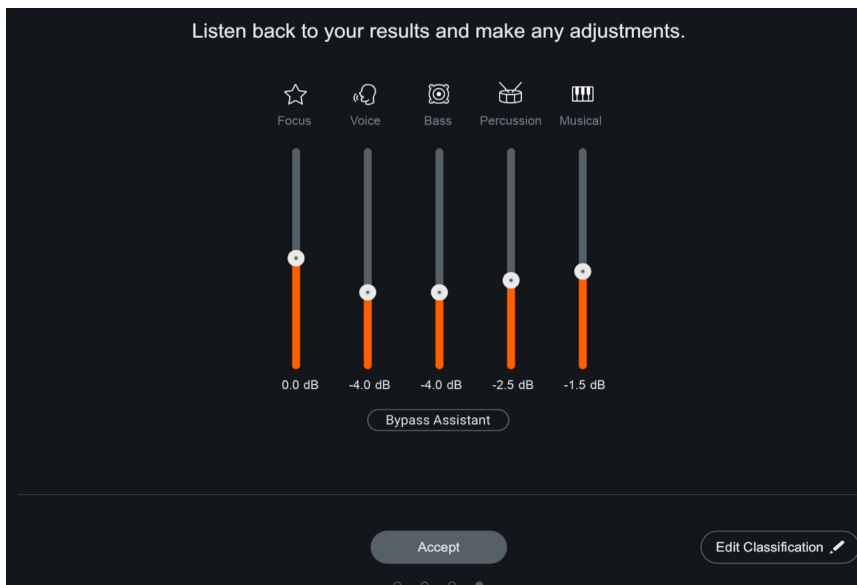 Listen back to your results and make any adjustments.
Focus Voice Bass Percussion Musical
0.0 dB -4.0 dB -4.0 dB -2.5 dB -1.5 dB
Bypass Assistant
Accept
Edit Classification